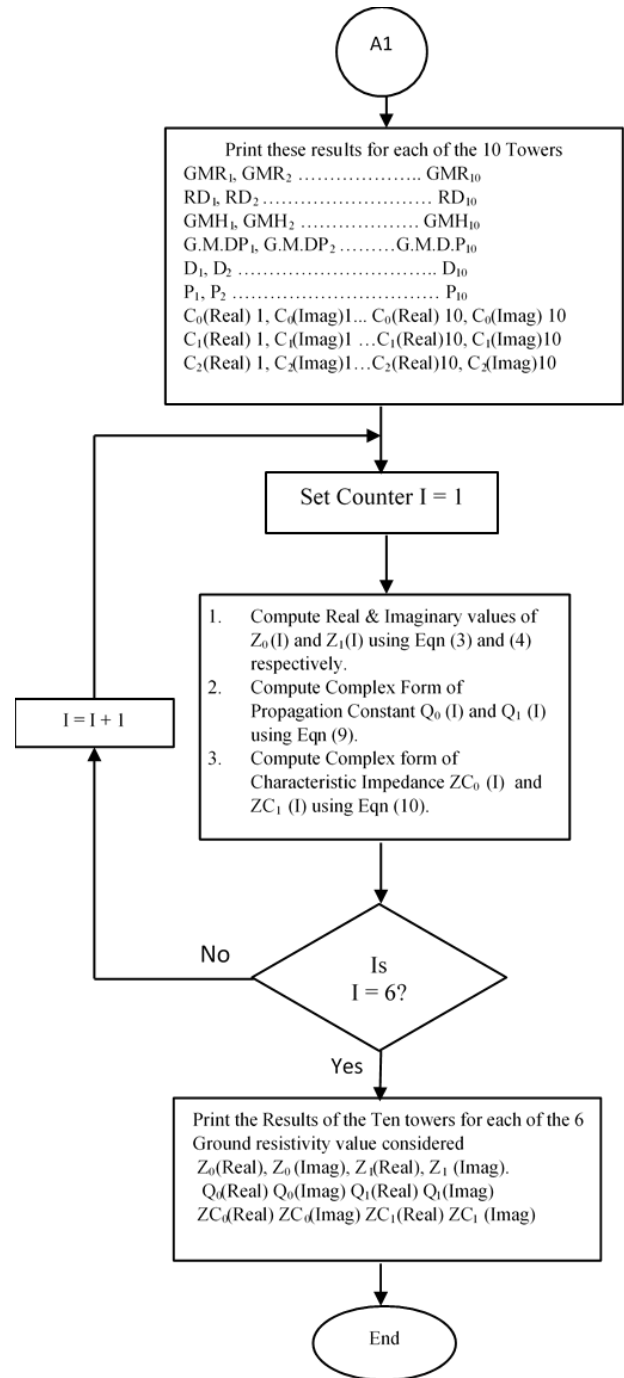 A1
Print these results for each of the 10 Towers
GMR₁, GMR₂ ………………….. GMR₁₀
RD₁, RD₂ ………………………… RD₁₀
GMH₁, GMH₂ ………………… GMH₁₀
G.M.DP₁, G.M.DP₂ ………G.M.D.P₁₀
D₁, D₂ …………………………….. D₁₀
P₁, P₂ ……………………………… P₁₀
C₀(Real) 1, C₀(Imag)1... C₀(Real) 10, C₀(Imag) 10
C₁(Real) 1, C₁(Imag)1 …C₁(Real)10, C₁(Imag)10
C₂(Real) 1, C₂(Imag)1…C₂(Real)10, C₂(Imag)10
Set Counter I = 1
1. Compute Real & Imaginary values of
Z₀(I) and Z₁(I) using Eqn (3) and (4)
respectively.
2. Compute Complex Form of
Propagation Constant Q₀ (I) and Q₁ (I)
using Eqn (9).
3. Compute Complex form of
Characteristic Impedance ZC₀ (I) and
ZC₁ (I) using Eqn (10).
I = I + 1
No
Is
I = 6?
Yes
Print the Results of the Ten towers for each of the 6
Ground resistivity value considered
Z₀(Real), Z₀ (Imag), Z₁(Real), Z₁ (Imag).
Q₀(Real) Q₀(Imag) Q₁(Real) Q₁(Imag)
ZC₀(Real) ZC₀(Imag) ZC₁(Real) ZC₁ (Imag)
End